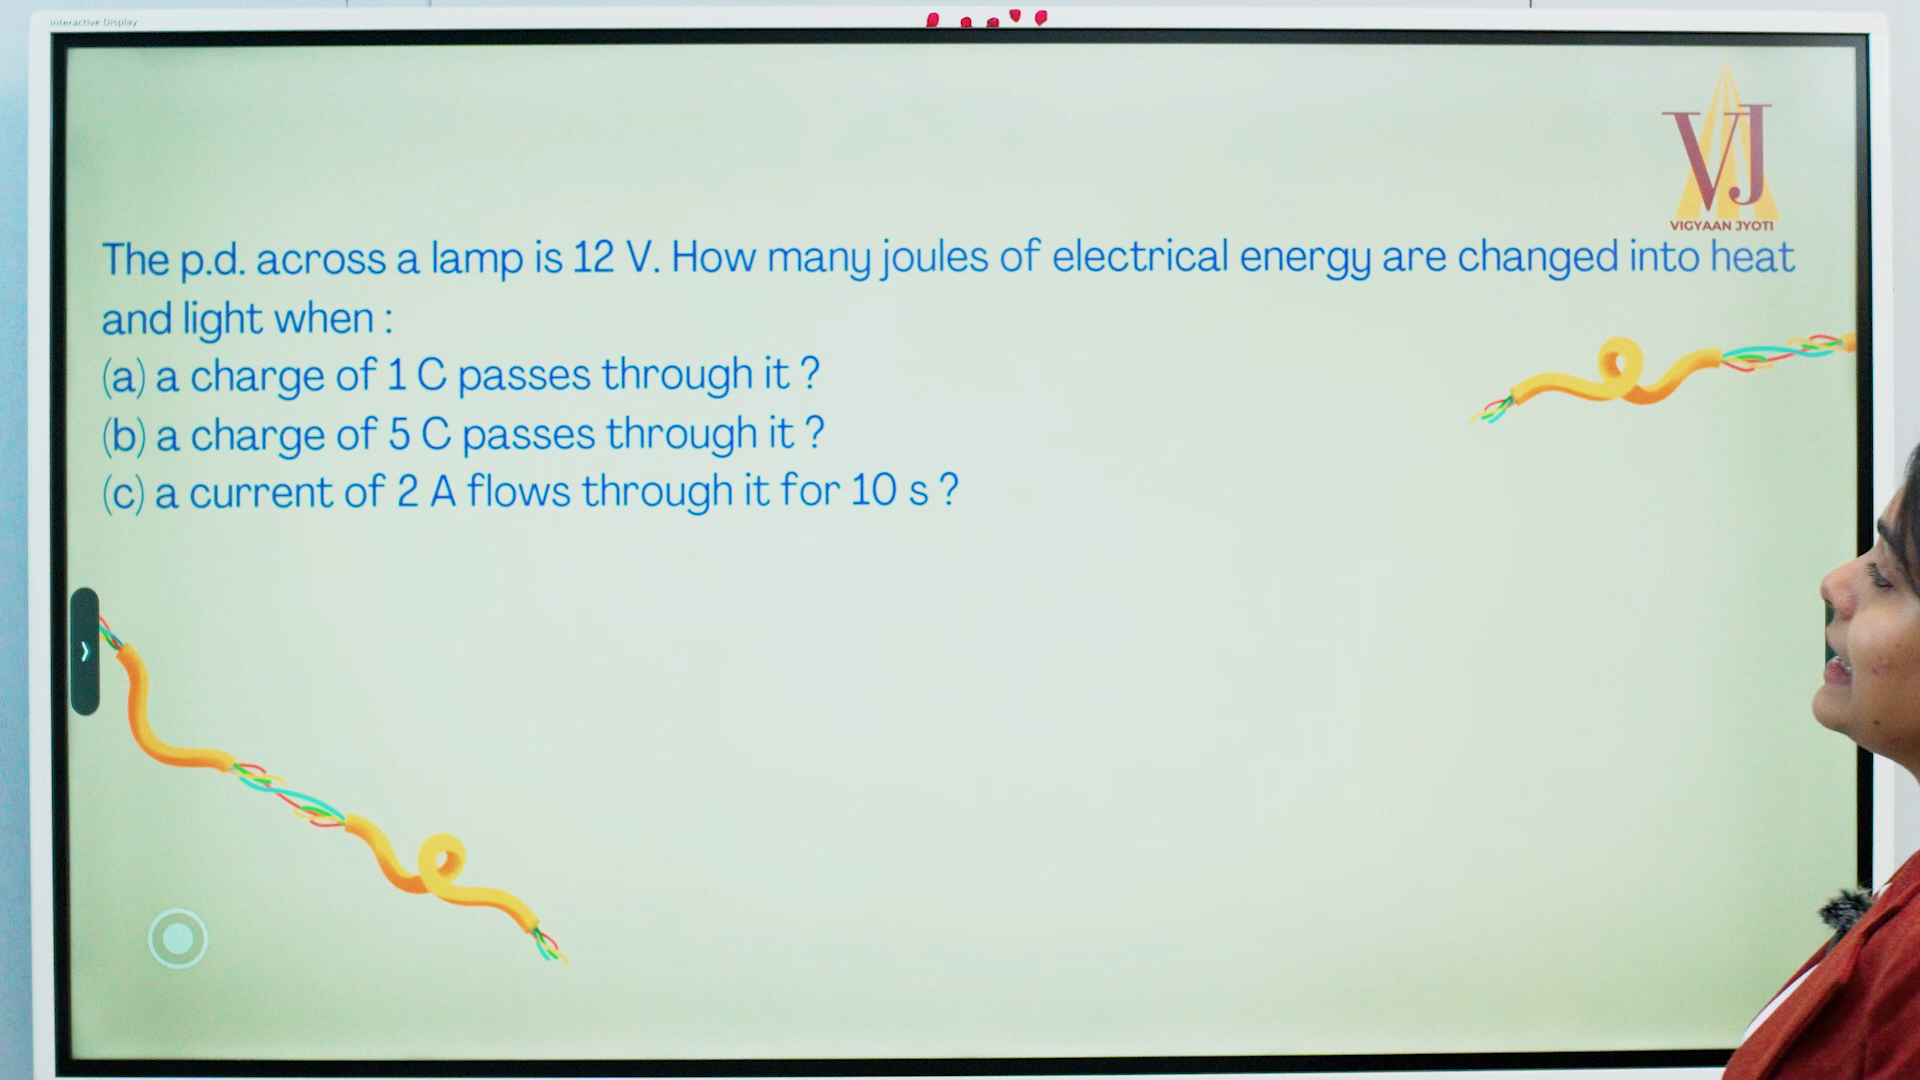 Interactive Display
VJ
VIGYAAN JYOTI
The p.d. across a lamp is 12 V. How many joules of electrical energy are changed into heat
and light when :
(a) a charge of 1 C passes through it ?
(b) a charge of 5 C passes through it ?
(c) a current of 2 A flows through it for 10 s ?